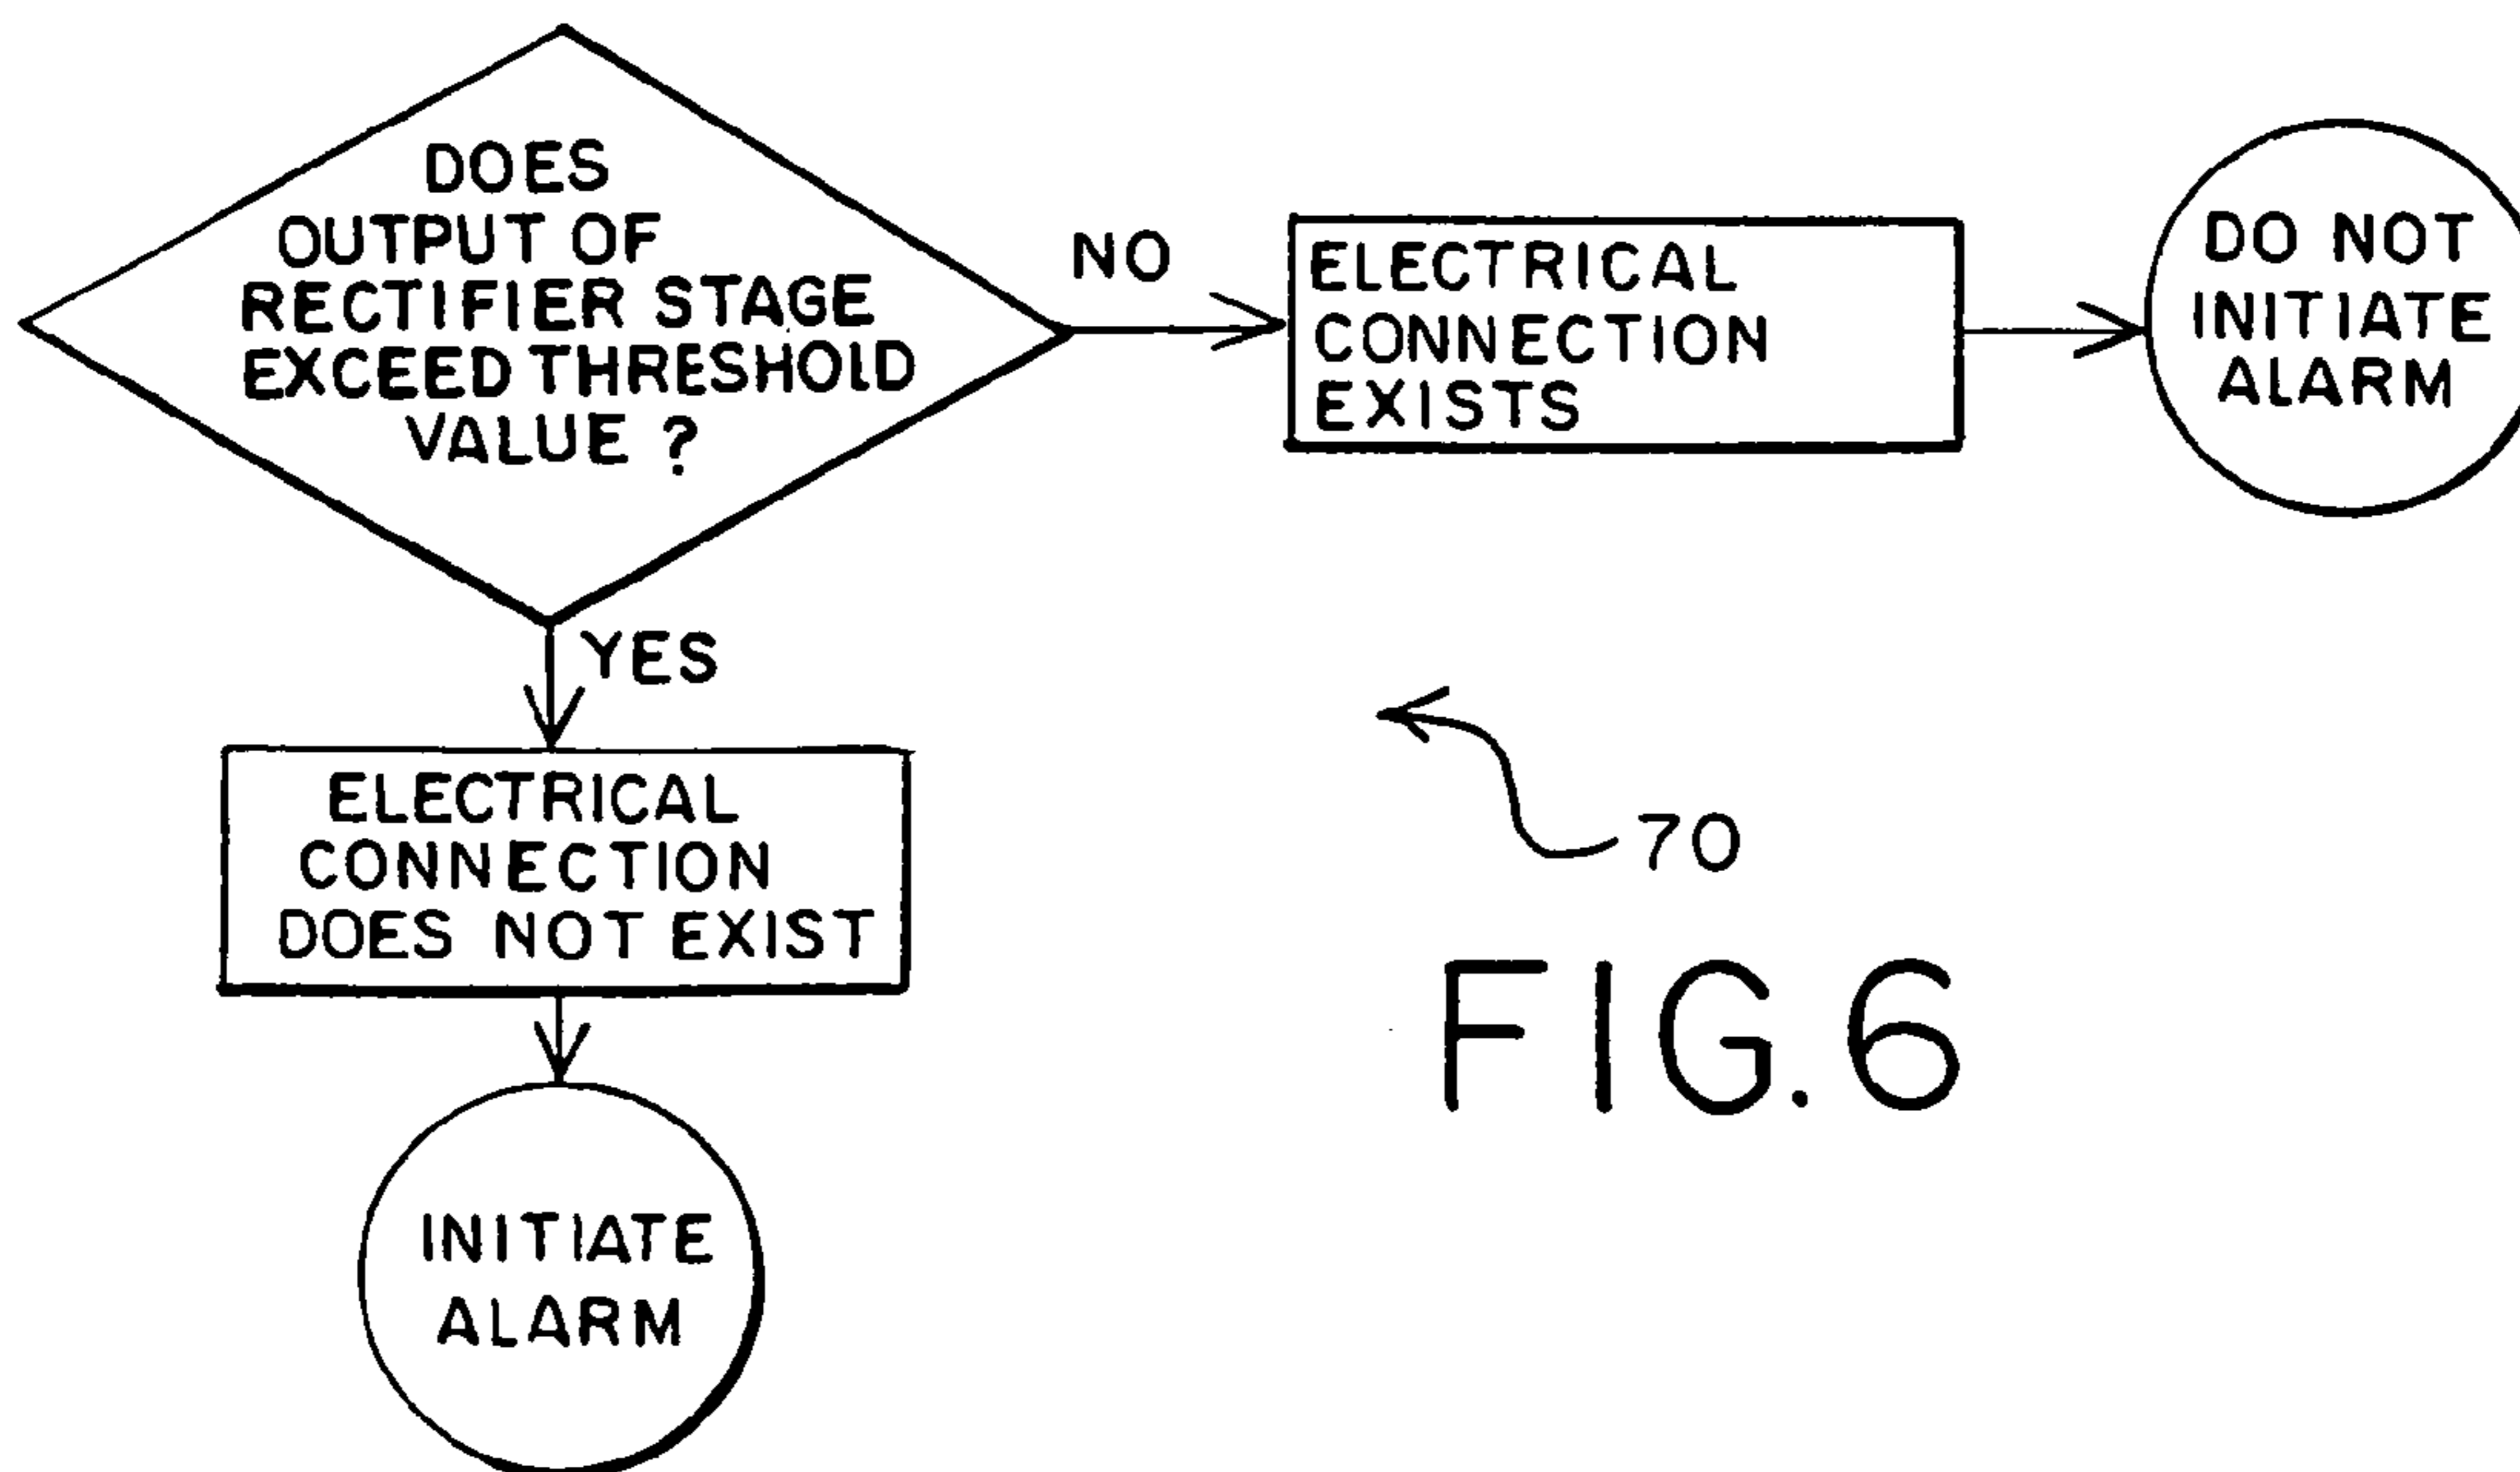 DOES
OUTPUT OF
RECTIFIER STAGE
EXCEED THRESHOLD
VALUE ?
NO
ELECTRICAL
CONNECTION
EXISTS
DO NOT
INITIATE
ALARM
YES
ELECTRICAL
CONNECTION
DOES NOT EXIST
INITIATE
ALARM
70
FIG.6